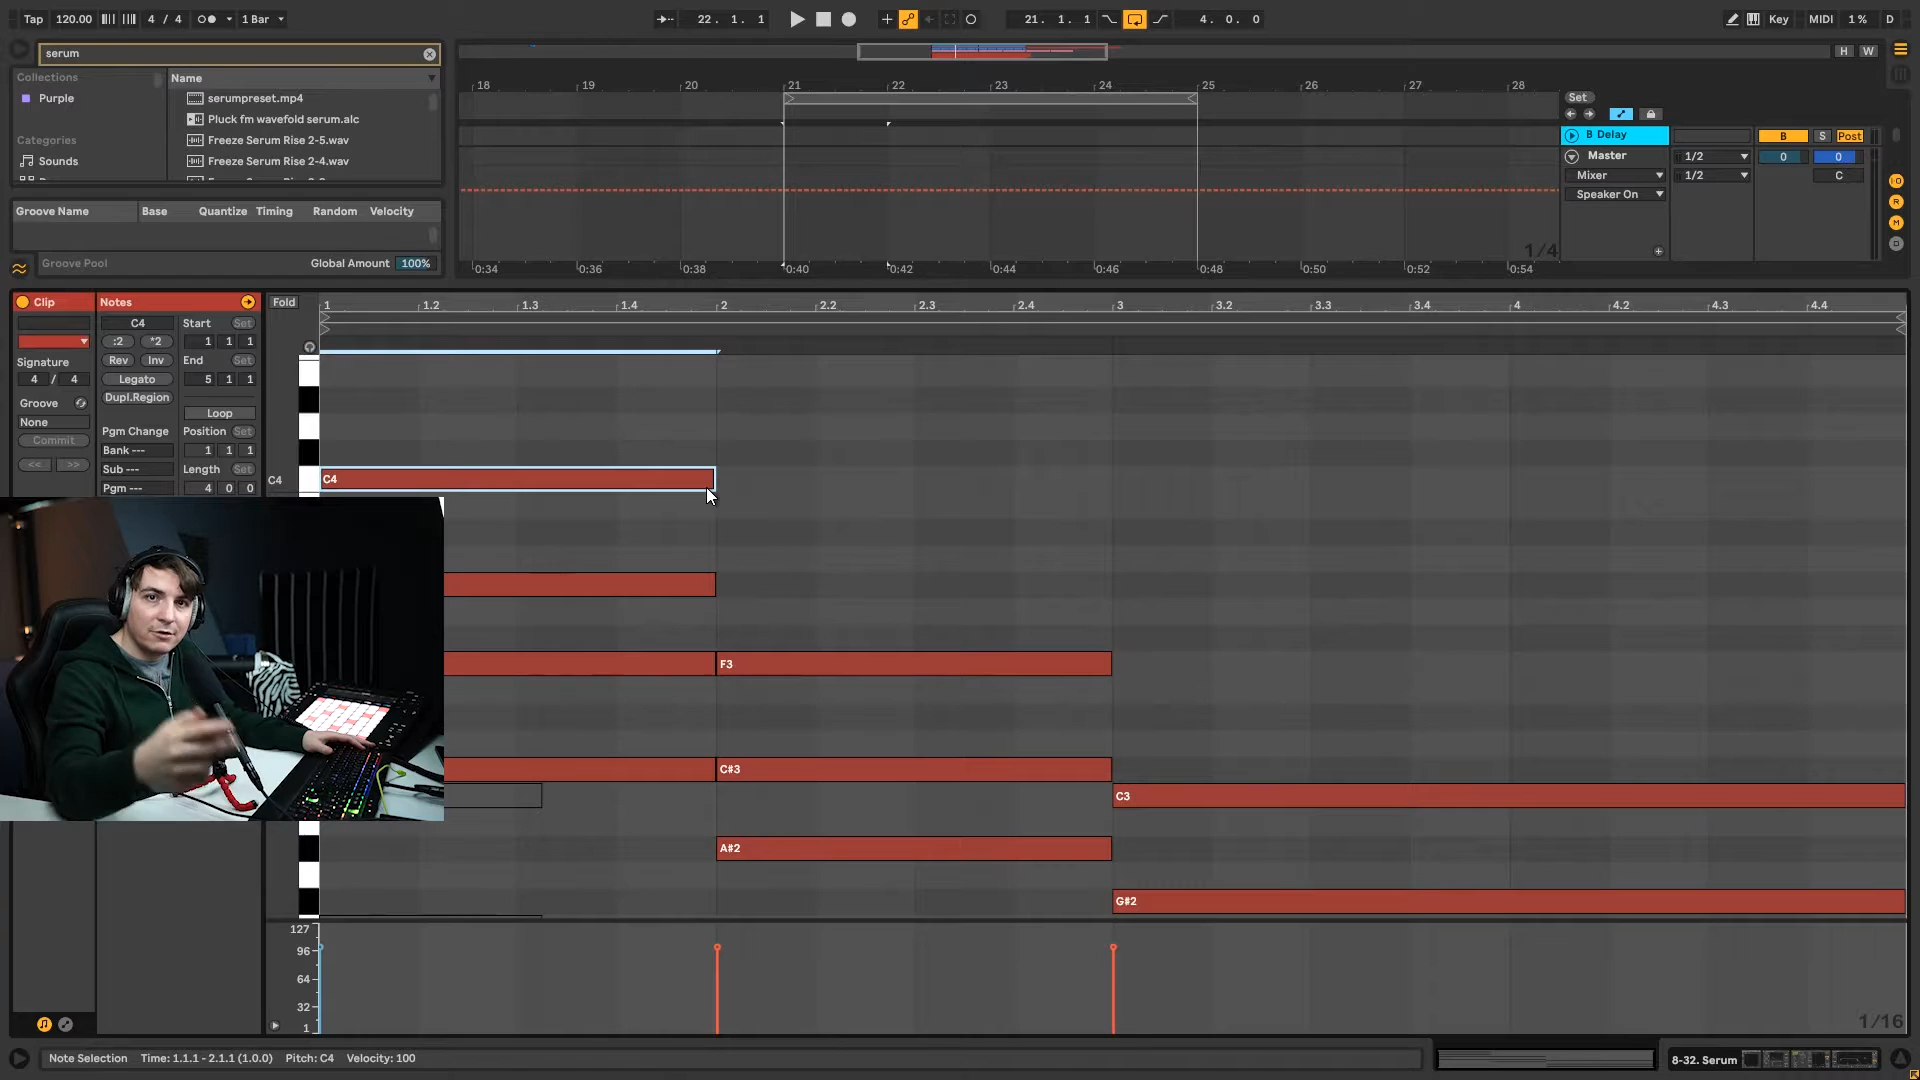 Tap 120.00 4 / 4 1 Bar 22. 1. 1 21. 1. 1 4. 0. 0 Key MIDI 1% D
serum
H W
Collections
Purple
Categories
Sounds
Name
serumpreset.mp4
Pluck fm wavefold serum.alc
Freeze Serum Rise 2-5.wav
Freeze Serum Rise 2-4.wav
18 19 20 21 22 23 24 25 26 27 28
Set
B Delay B S Post
Master 1/2 0 0
Mixer 1/2 C
Speaker On
1/4
0:34 0:36 0:38 0:40 0:42 0:44 0:46 0:48 0:50 0:52 0:54
Groove Name Base Quantize Timing Random Velocity
Groove Pool Global Amount 100%
Clip Notes Fold
1 1.2 1.3 1.4 2 2.2 2.3 2.4 3 3.2 3.3 3.4 4 4.2 4.3 4.4
C4 Start Set
:2 *2 1 1 1
Signature Rev Inv End Set
4 / 4 Legato 5 1 1
Groove Dupl.Region
None Loop
Commit Pgm Change Position Set
<< >> Bank --- 1 1 1
Sub --- Length Set
Pgm --- 4 0 0
C4 C4
F3
C#3
C3
A#2
G#2
127
96
64
32
1
1/16
Note Selection Time: 1.1.1 - 2.1.1 (1.0.0) Pitch: C4 Velocity: 100
8-32. Serum